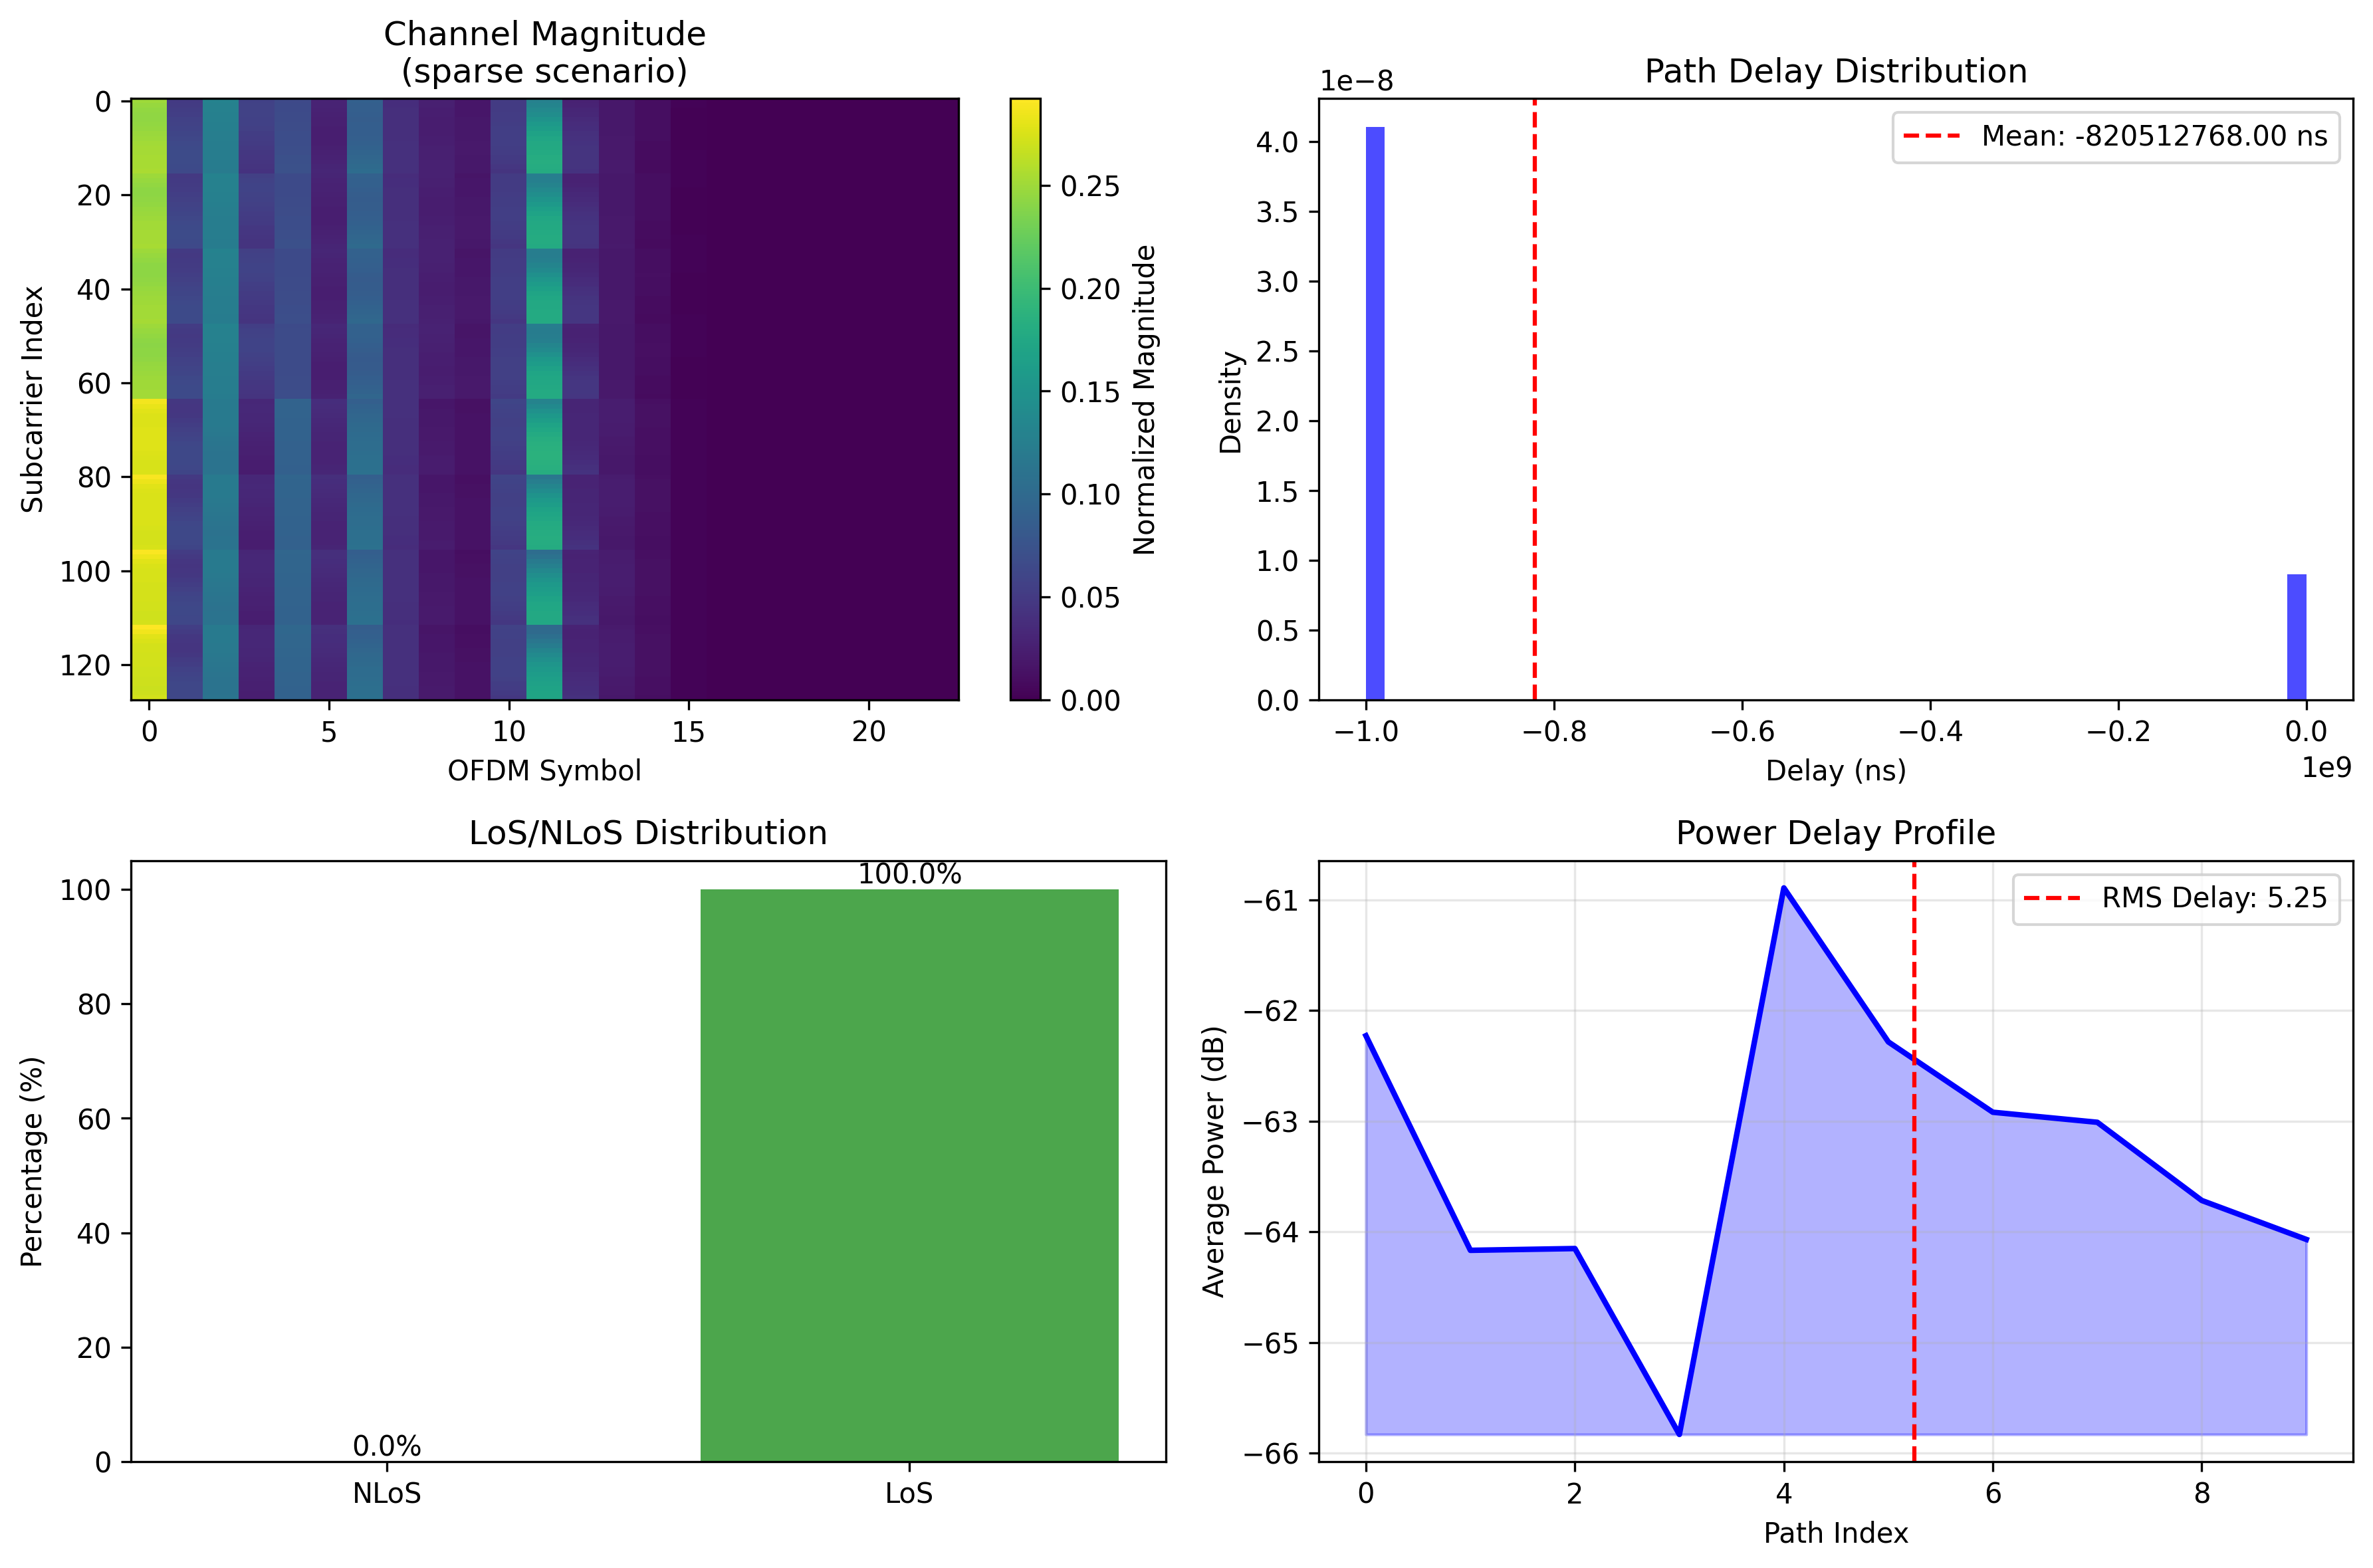 Channel Magnitude
(sparse scenario)
0
20
40
60
80
100
120
Subcarrier Index
0
5
10
15
20
OFDM Symbol
0.25
0.20
0.15
0.10
0.05
0.00
Normalized Magnitude
Path Delay Distribution
1e−8
4.0
3.5
3.0
2.5
2.0
1.5
1.0
0.5
0.0
Density
Mean: -820512768.00 ns
−1.0
−0.8
−0.6
−0.4
−0.2
0.0
1e9
Delay (ns)
LoS/NLoS Distribution
100
80
60
40
20
0
Percentage (%)
0.0%
100.0%
NLoS
LoS
Power Delay Profile
−61
−62
−63
−64
−65
−66
Average Power (dB)
RMS Delay: 5.25
0
2
4
6
8
Path Index